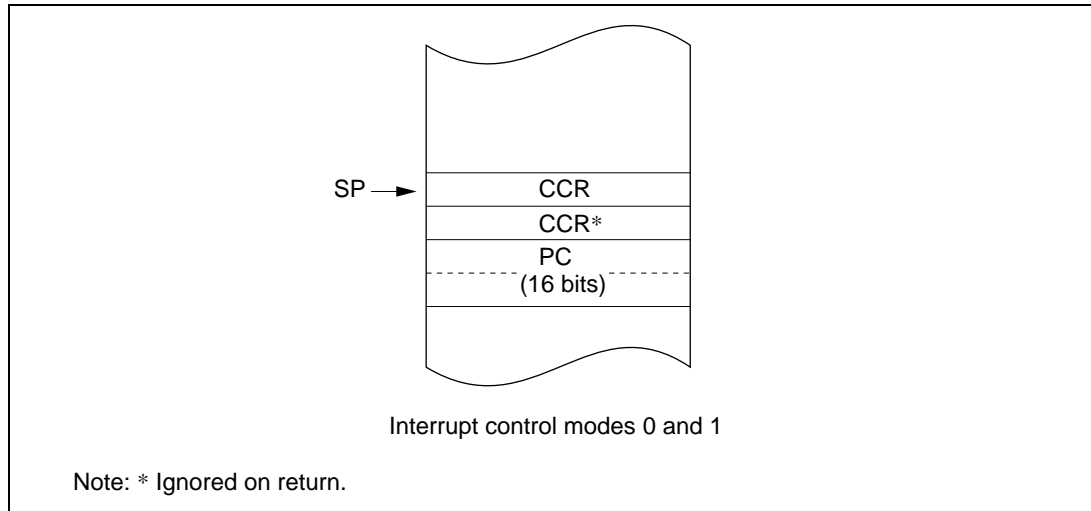 SP
CCR
CCR*
PC
(16 bits)
Interrupt control modes 0 and 1
Note: * Ignored on return.